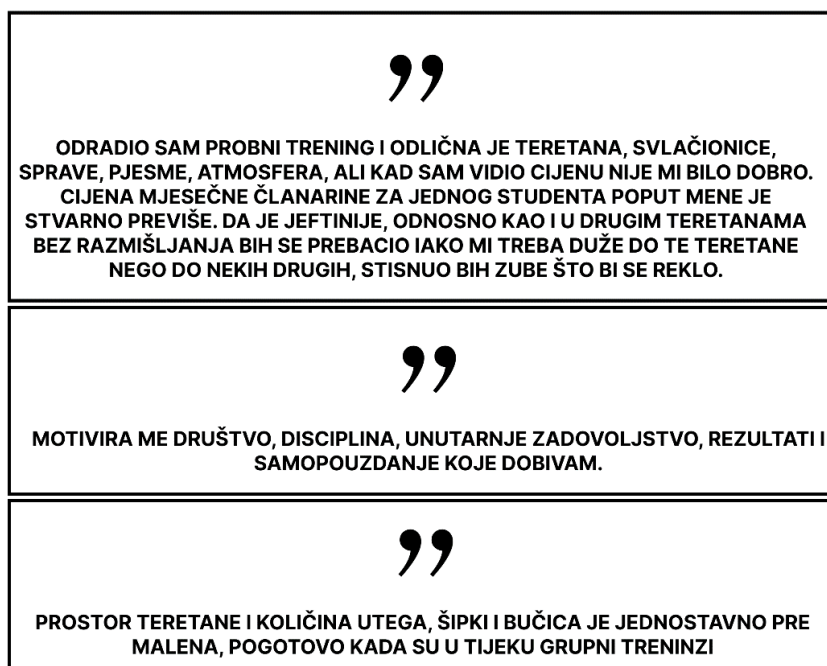 ”
ODRADIO SAM PROBNI TRENING I ODLIČNA JE TERETANA, SVLAČIONICE,
SPRAVE, PJESME, ATMOSFERA, ALI KAD SAM VIDIO CIJENU NIJE MI BILO DOBRO.
CIJENA MJESEČNE ČLANARINE ZA JEDNOG STUDENTA POPUT MENE JE
STVARNO PREVIŠE. DA JE JEFTINIJE, ODNOSNO KAO I U DRUGIM TERETANAMA
BEZ RAZMIŠLJANJA BIH SE PREBACIO IAKO MI TREBA DUŽE DO TE TERETANE
NEGO DO NEKIH DRUGIH, STISNUO BIH ZUBE ŠTO BI SE REKLO.
”
MOTIVIRA ME DRUŠTVO, DISCIPLINA, UNUTARNJE ZADOVOLJSTVO, REZULTATI I
SAMOPOUZDANJE KOJE DOBIVAM.
”
PROSTOR TERETANE I KOLIČINA UTEGA, ŠIPKI I BUČICA JE JEDNOSTAVNO PRE
MALENA, POGOTOVO KADA SU U TIJEKU GRUPNI TRENINZI